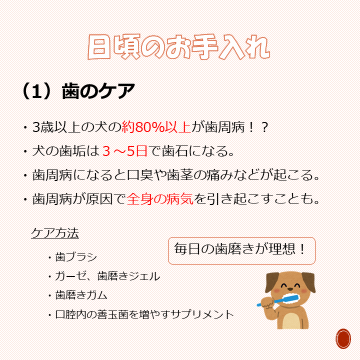 日頃のお手入れ
（1）歯のケア
・3歳以上の犬の約80%以上が歯周病！？
・犬の歯垢は３～5日で歯石になる。
・歯周病になると口臭や歯茎の痛みなどが起こる。
・歯周病が原因で全身の病気を引き起こすことも。
ケア方法
毎日の歯磨きが理想！
・歯ブラシ
・ガーゼ、歯磨きジェル
・歯磨きガム
・口腔内の善玉菌を増やすサプリメント